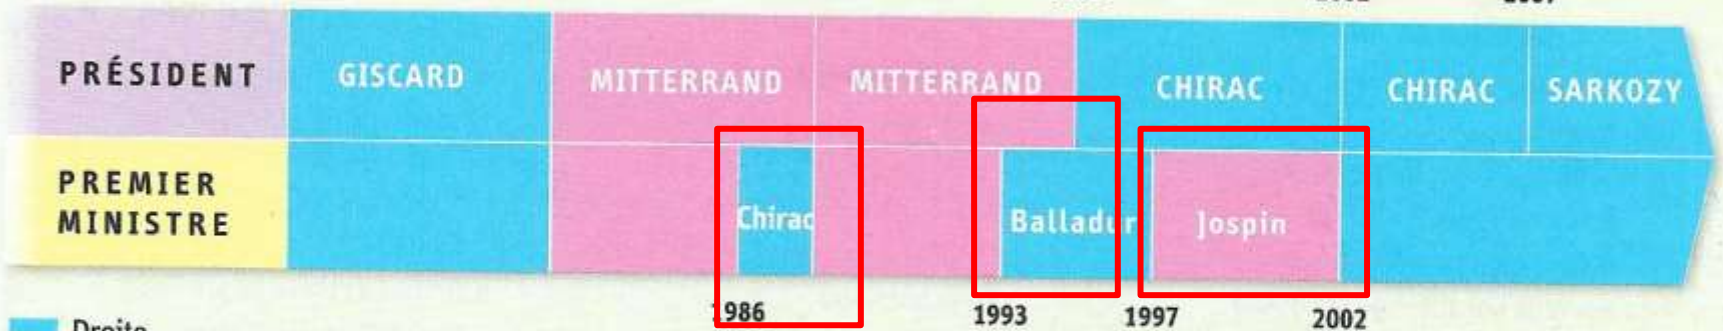 PRÉSIDENT GISCARD MITTERRAND MITTERRAND CHIRAC CHIRAC SARKOZY
PREMIER
MINISTRE
Chirac Balladur Jospin
1986 1993 1997 2002
Droite